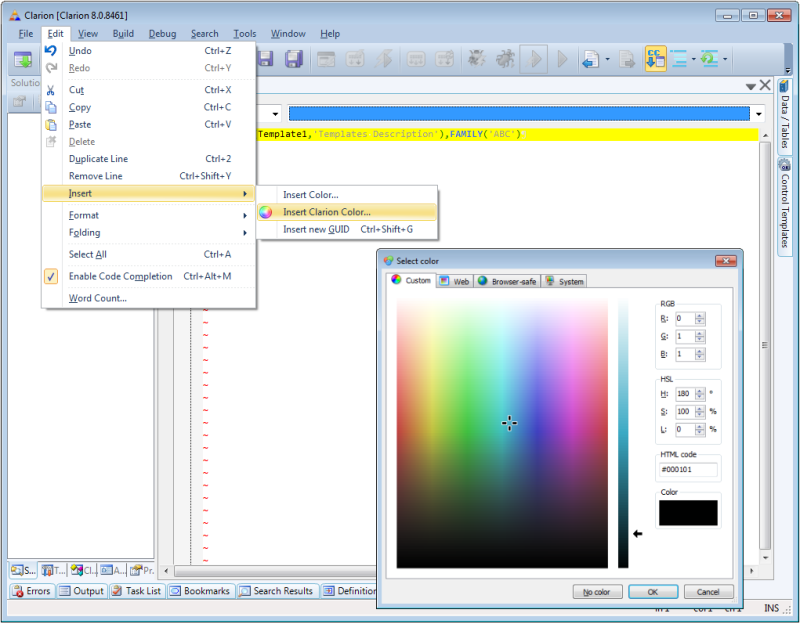 Clarion [Clarion 8.0.8461]
File Edit View Build Debug Search Tools Window Help
Undo Ctrl+Z
Redo Ctrl+Y
Cut Ctrl+X
Copy Ctrl+C
Paste Ctrl+V
Delete
Duplicate Line Ctrl+2
Remove Line Ctrl+Shift+Y
Insert
Format
Folding
Select All Ctrl+A
Enable Code Completion Ctrl+Alt+M
Word Count...
Insert Color...
Insert Clarion Color...
Insert new GUID Ctrl+Shift+G
Solutio
CC
Template1,'Templates Description'),FAMILY('ABC')
Data / Tables
Control Templates
Select color
Custom Web Browser-safe System
RGB
R: 0
G: 1
B: 1
HSL
H: 180 °
S: 100 %
L: 0 %
HTML code
#000101
Color
No color OK Cancel
S... T... Cl... A... Pr
Errors Output Task List Bookmarks Search Results Definition
INS